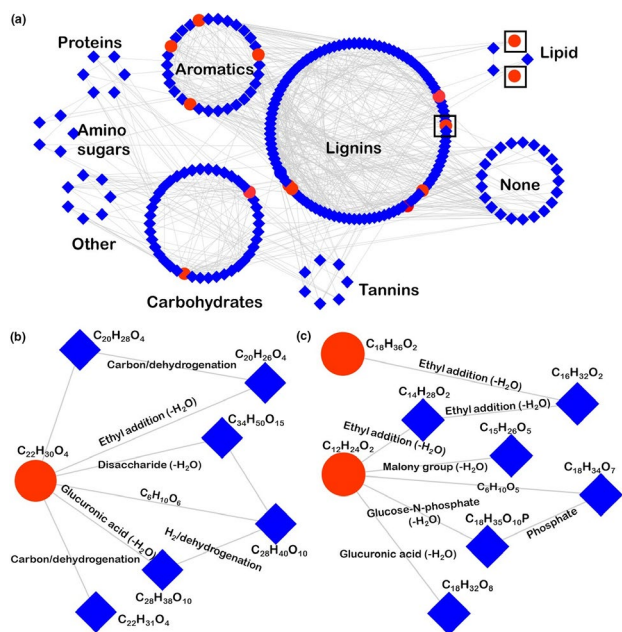 (a)
Proteins
Aromatics
Lipid
Amino
sugars
Lignins
None
Other
Carbohydrates
Tannins
(b)
C20H28O4
Carbon/dehydrogenation
C20H26O4
Ethyl addition (-H2O)
C34H50O15
C22H30O4
Disaccharide (-H2O)
C6H10O6
Glucuronic acid (-H2O)
H2/dehydrogenation
C28H40O10
Carbon/dehydrogenation
C28H38O10
C22H31O4
(c)
C18H36O2
Ethyl addition (-H2O)
C16H32O2
C14H28O2
Ethyl addition (-H2O)
Ethyl addition (-H2O)
C15H26O5
C12H24O2
Malony group (-H2O)
C18H34O7
C6H10O5
Glucose-N-phosphate
(-H2O)
C18H35O10P
Phosphate
Glucuronic acid (-H2O)
C18H32O8